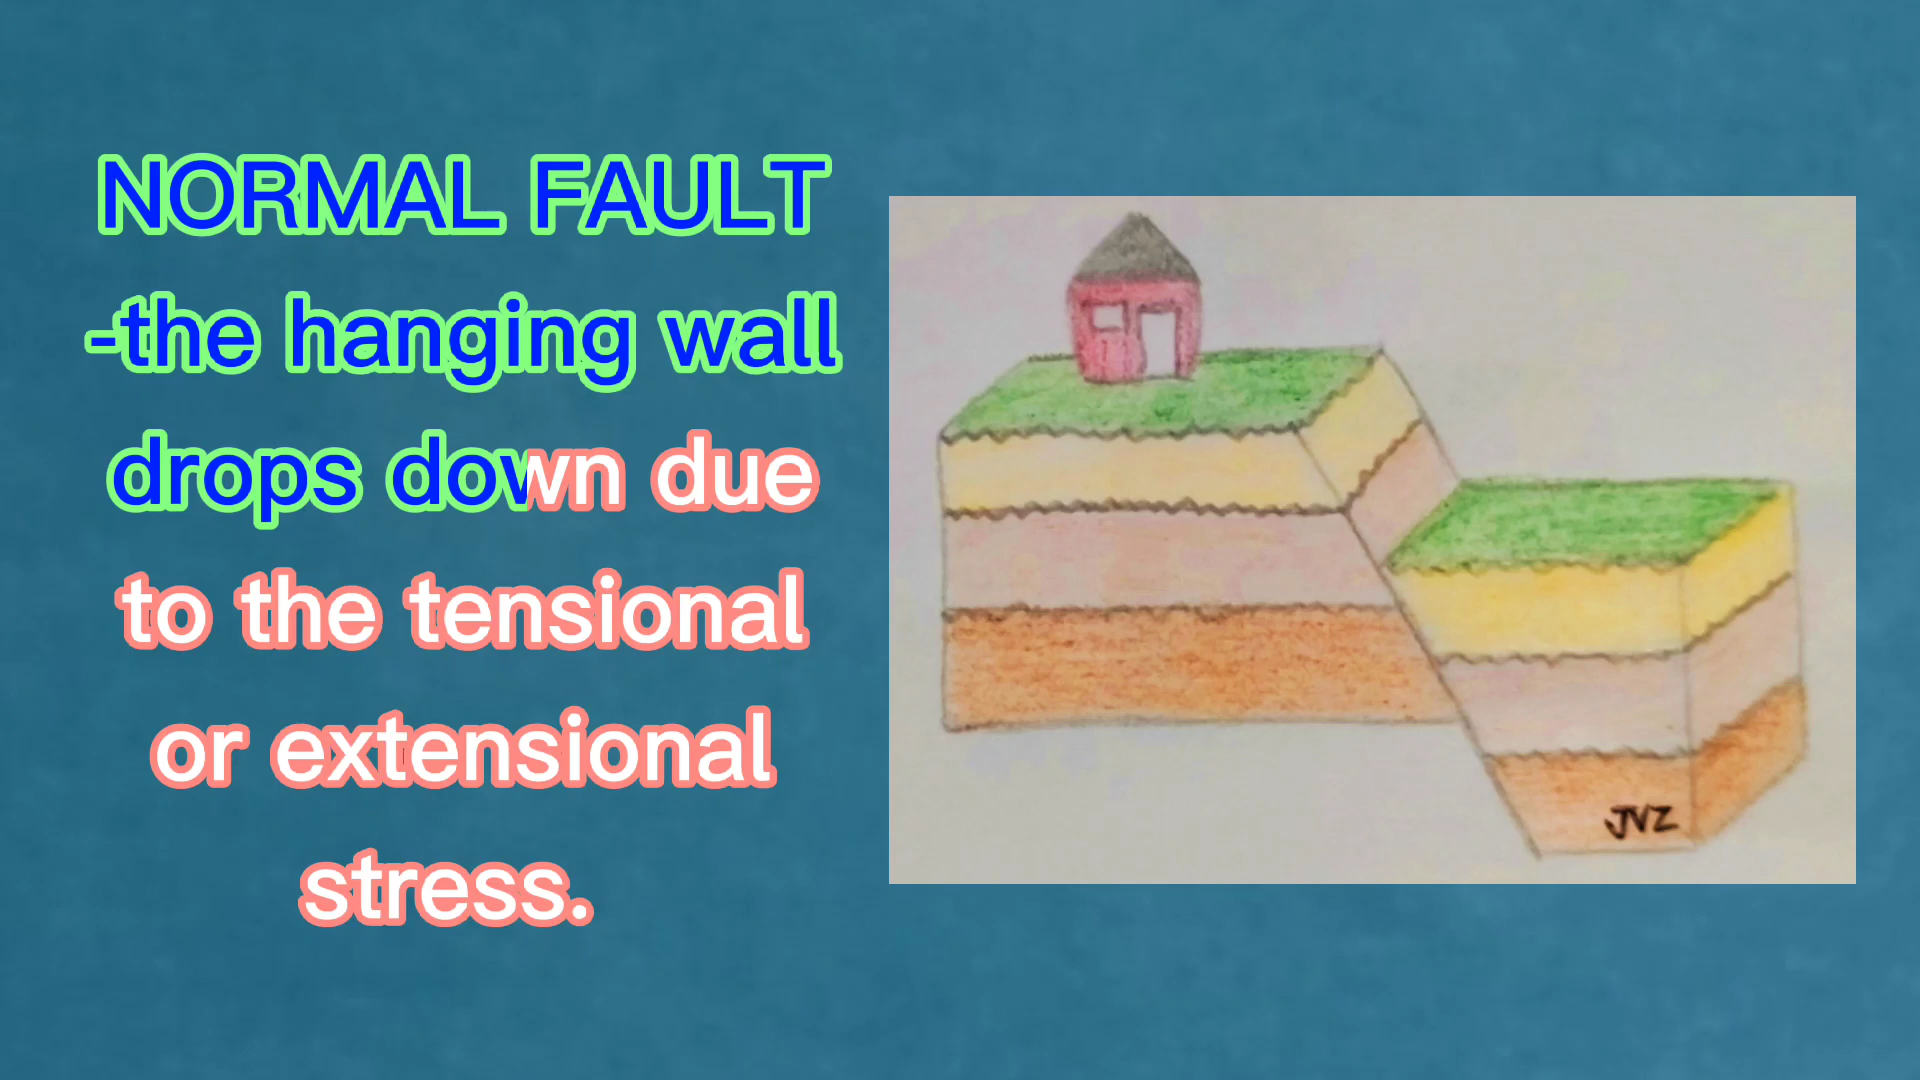 NORMAL FAULT
-the hanging wall
drops down due
to the tensional
or extensional
stress.
JVZ